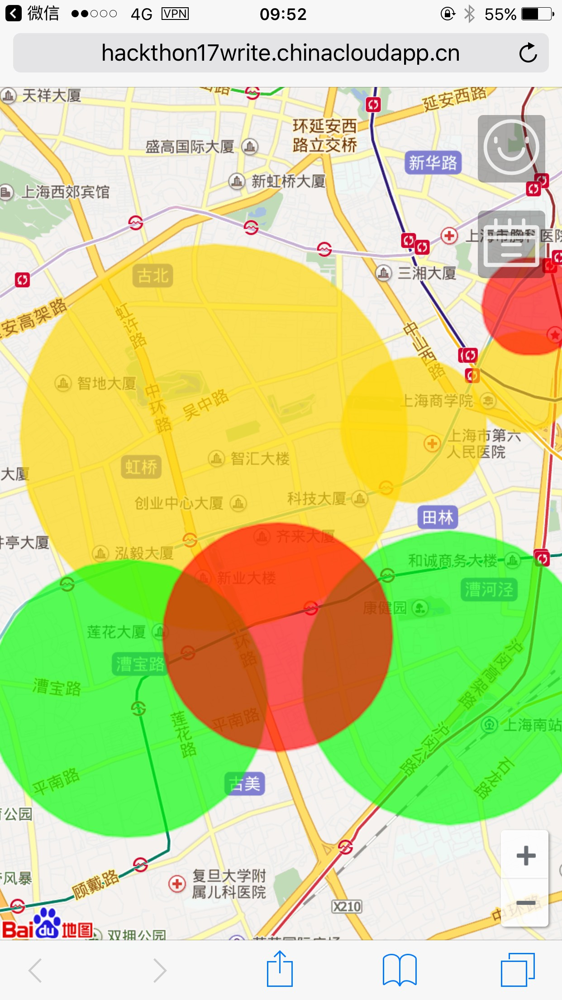 微信 4G VPN 09:52 55%
hackthon17write.chinacloudapp.cn
天祥大厦
延安西路
环延安西
路立交桥
盛高国际大厦
新华路
新虹桥大厦
上海西郊宾馆
上海市胸科医院
古北
三湘大厦
安高架路
虹许路
中山西路
智地大厦
中环路
吴中路
上海商学院
上海市第六
人民医院
智汇大楼
虹桥
大厦
创业中心大厦
科技大厦
田林
齐来大厦
亭大厦
泓毅大厦
和诚商务大楼
新业大楼
漕河泾
康健园
莲花大厦
中环路
漕宝路
沪闵高架路
漕宝路
平南路
莲花路
上海南站
沪闵公路
石龙路
平南路
古美
公园
复旦大学附
属儿科医院
风暴
顾戴路
X210
中环路
Bai du 地图
双拥公园